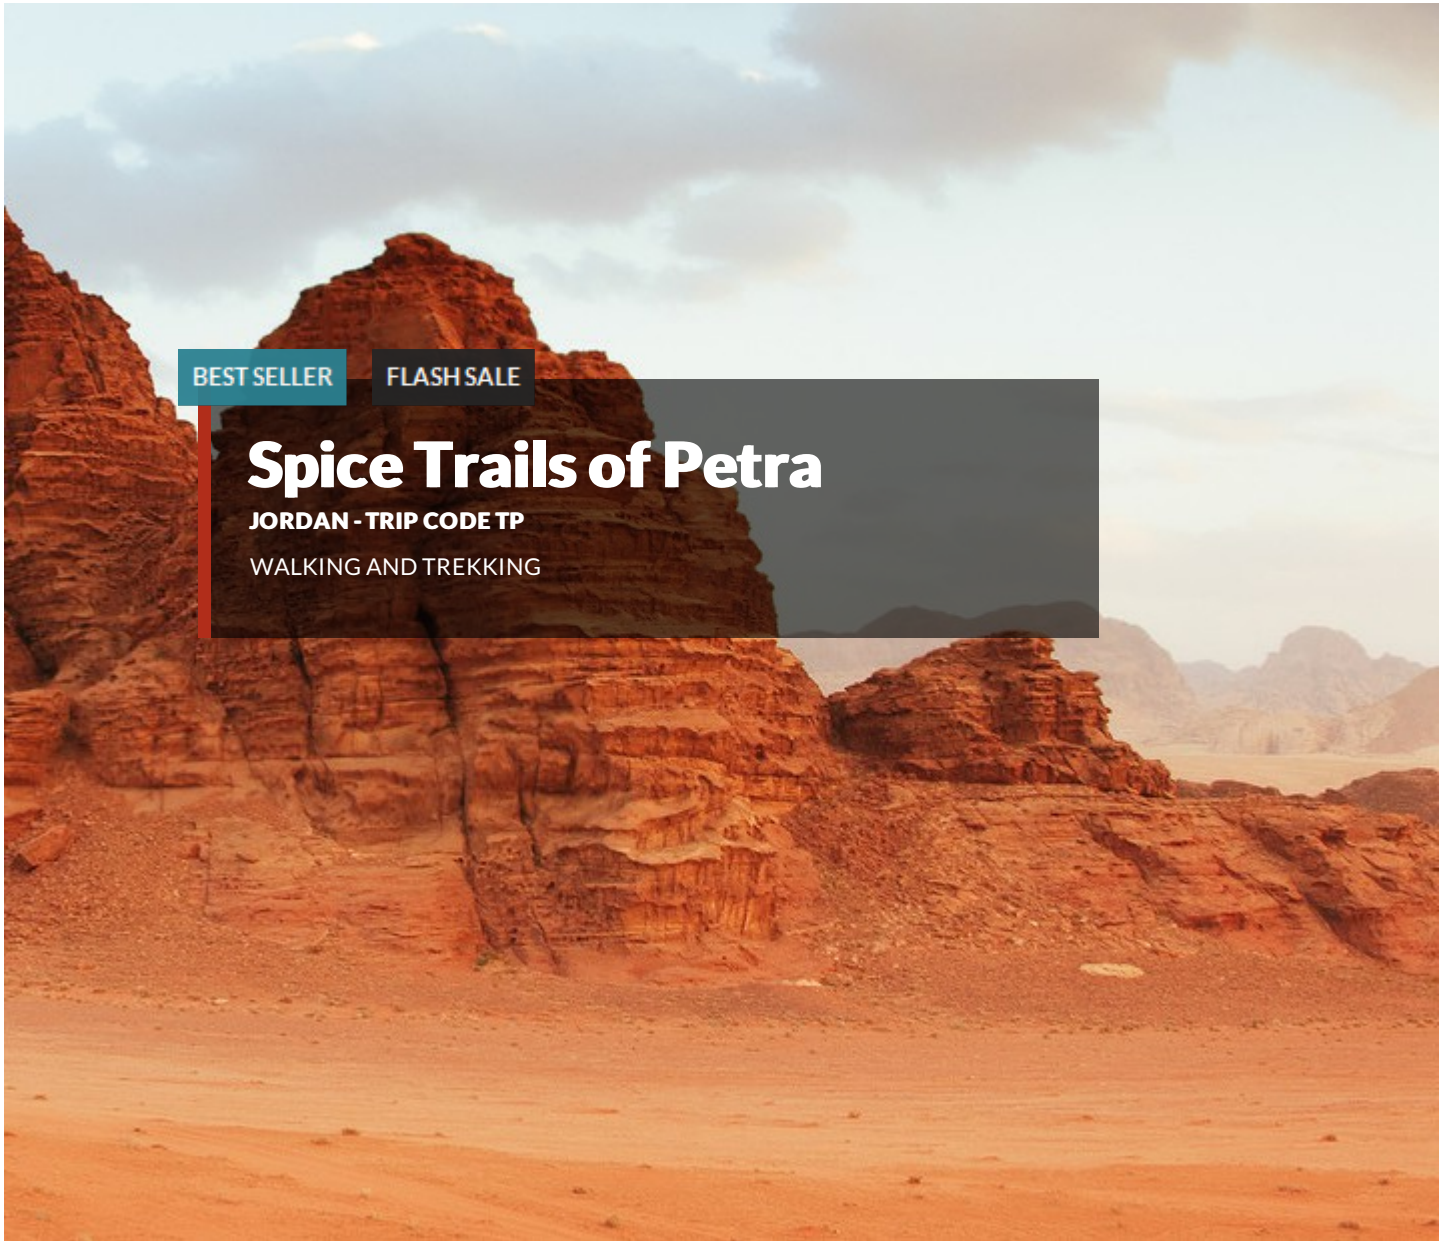 BEST SELLER FLASH SALE
Spice Trails of Petra
JORDAN - TRIP CODE TP
WALKING AND TREKKING